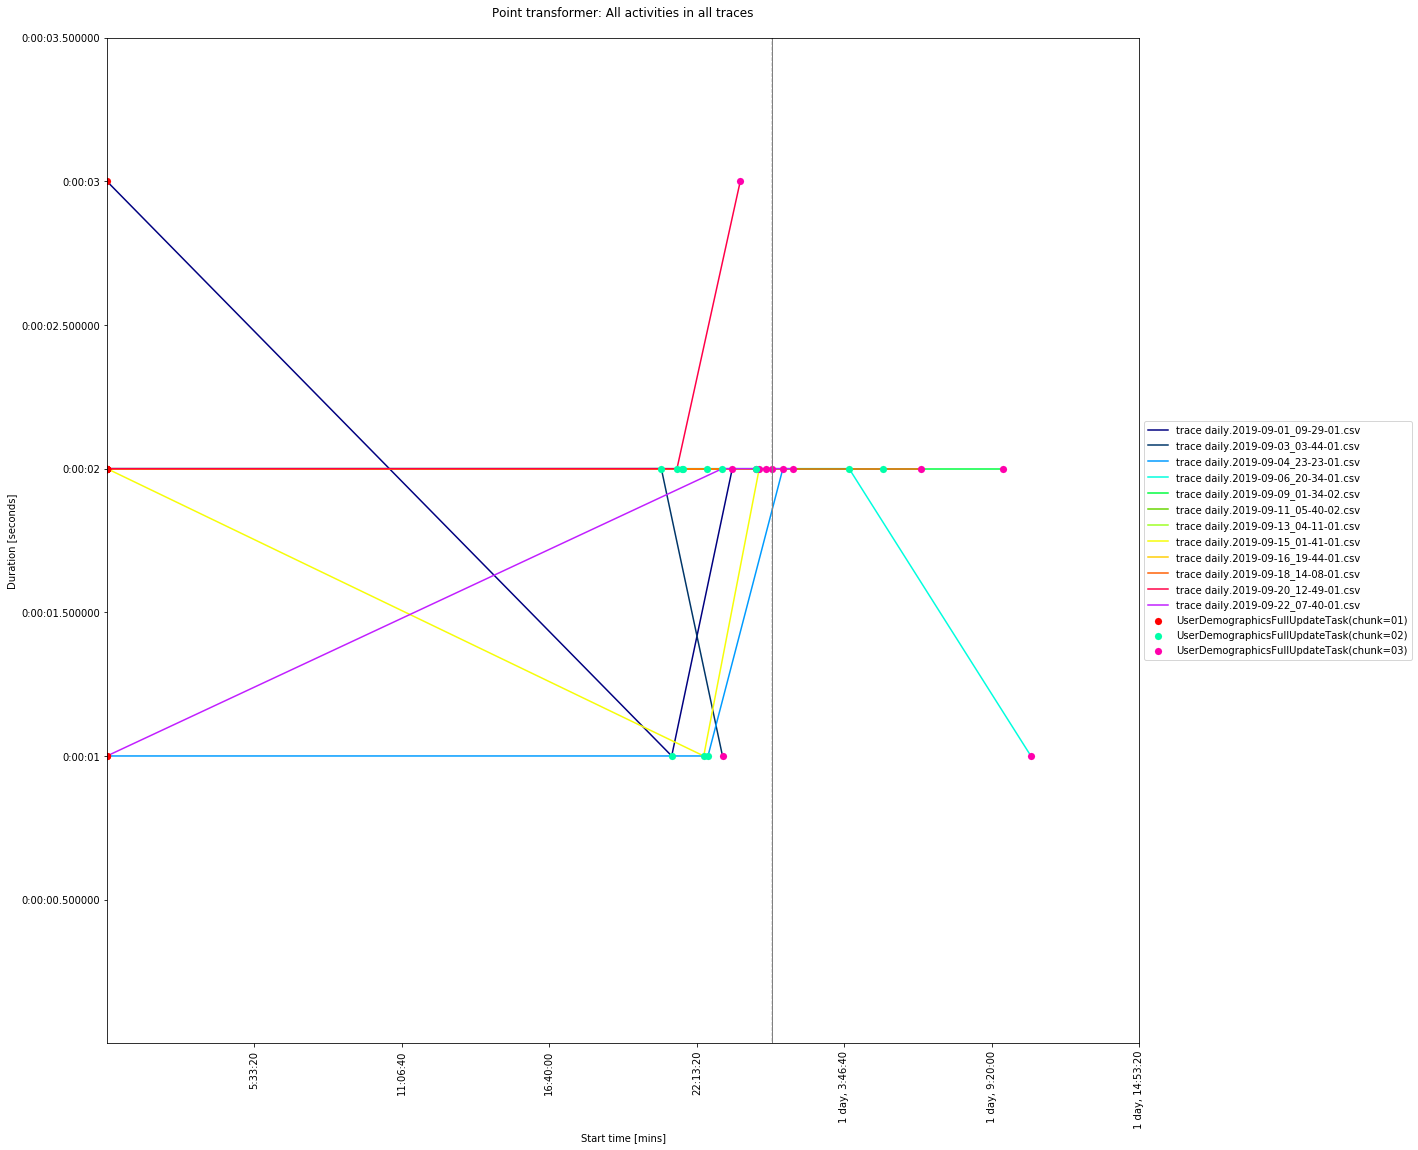 Point transformer: All activities in all traces
0:00:03.500000
0:00:03
0:00:02.500000
0:00:02
0:00:01.500000
0:00:01
0:00:00.500000
Duration [seconds]
5:33:20
11:06:40
16:40:00
22:13:20
1 day, 3:46:40
1 day, 9:20:00
1 day, 14:53:20
Start time [mins]
trace daily.2019-09-01_09-29-01.csv
trace daily.2019-09-03_03-44-01.csv
trace daily.2019-09-04_23-23-01.csv
trace daily.2019-09-06_20-34-01.csv
trace daily.2019-09-09_01-34-02.csv
trace daily.2019-09-11_05-40-02.csv
trace daily.2019-09-13_04-11-01.csv
trace daily.2019-09-15_01-41-01.csv
trace daily.2019-09-16_19-44-01.csv
trace daily.2019-09-18_14-08-01.csv
trace daily.2019-09-20_12-49-01.csv
trace daily.2019-09-22_07-40-01.csv
UserDemographicsFullUpdateTask(chunk=01)
UserDemographicsFullUpdateTask(chunk=02)
UserDemographicsFullUpdateTask(chunk=03)